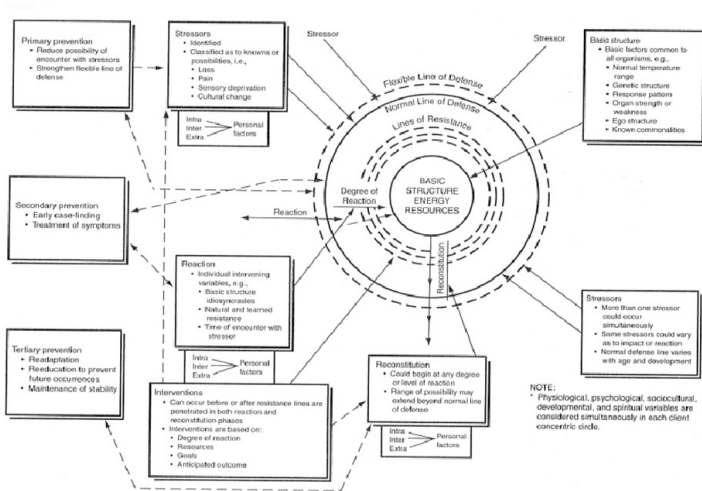 Primary prevention
• Reduce possibility of
encounter with stressors
• Strengthen flexible line of
defense
Stressors
• Identified
• Classified as to knowns or
possibilities, i.e.,
• Loss
• Pain
• Sensory deprivation
• Cultural change
Intra
Inter
Extra
Personal
factors
Stressor
Stressor
Basic structure
• Basic factors common to
all organisms, e.g.,
• Normal temperature
range
• Genetic structure
• Response pattern
• Organ strength or
weakness
• Ego structure
• Known commonalities
Flexible Line of Defense
Normal Line of Defense
Lines of Resistance
BASIC
STRUCTURE
ENERGY
RESOURCES
Degree of
Reaction
Reaction
Reconstitution
Secondary prevention
• Early case-finding
• Treatment of symptoms
Reaction
• Individual intervening
variables, e.g.,
• Basic structure
idiosyncrasies
• Natural and learned
resistance
• Time of encounter with
stressor
Intra
Inter
Extra
Personal
factors
Stressors
• More than one stressor
could occur
simultaneously
• Same stressors could vary
as to impact or reaction
• Normal defense line varies
with age and development
Tertiary prevention
• Readaptation
• Reeducation to prevent
future occurrences
• Maintenance of stability
Interventions
• Can occur before or after resistance lines are
penetrated in both reaction and
reconstitution phases
• Interventions are based on:
• Degree of reaction
• Resources
• Goals
• Anticipated outcome
Reconstitution
• Could begin at any degree
or level of reaction
• Range of possibility may
extend beyond normal line
of defense
Intra
Inter
Extra
Personal
factors
NOTE:
* Physiological, psychological, sociocultural,
developmental, and spiritual variables are
considered simultaneously in each client
concentric circle.